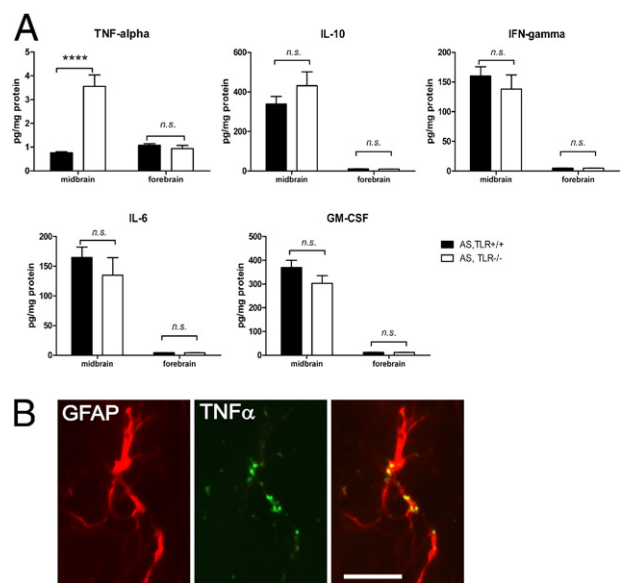 A
TNF-alpha
pg/mg protein
5
4
3
2
1
0
****
n.s.
midbrain
forebrain
IL-10
pg/mg protein
600
400
200
0
n.s.
n.s.
midbrain
forebrain
IFN-gamma
pg/mg protein
200
150
100
50
0
n.s.
n.s.
midbrain
forebrain
IL-6
pg/mg protein
200
150
100
50
0
n.s.
n.s.
midbrain
forebrain
GM-CSF
pg/mg protein
500
400
300
200
100
0
n.s.
n.s.
midbrain
forebrain
AS,TLR+/+
AS, TLR-/-
B
GFAP
TNFα